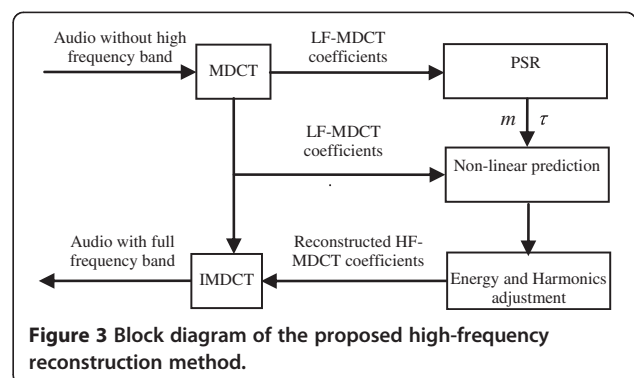 Audio without high
frequency band
MDCT
LF-MDCT
coefficients
PSR
m τ
LF-MDCT
coefficients
Non-linear prediction
Audio with full
frequency band
IMDCT
Reconstructed HF-
MDCT coefficients
Energy and Harmonics
adjustment
Figure 3 Block diagram of the proposed high-frequency
reconstruction method.